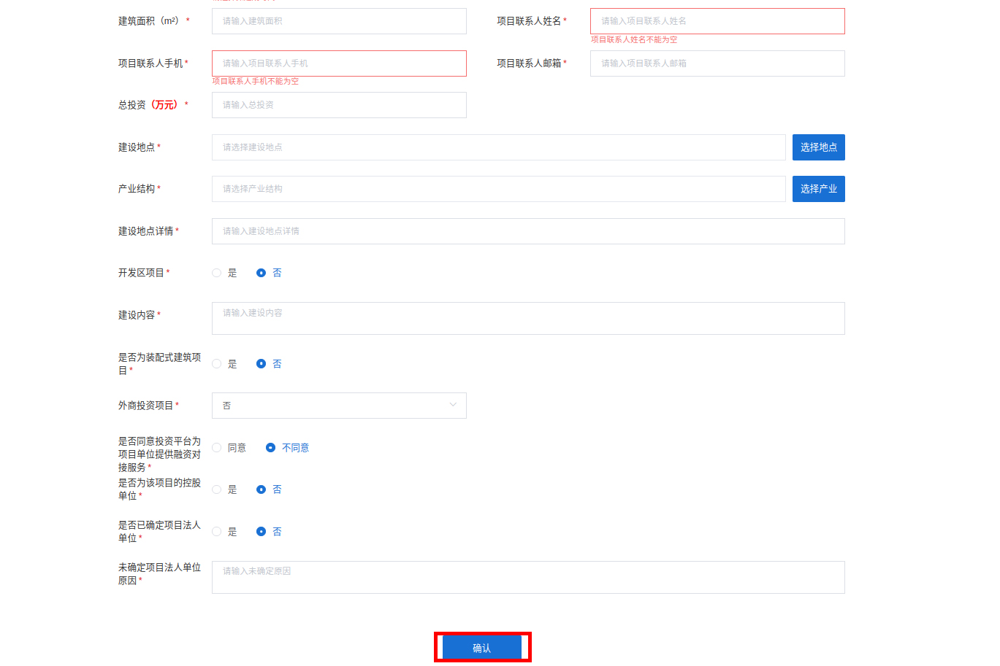 建筑面积（m²） * 请输入建筑面积 项目联系人姓名 * 请输入项目联系人姓名
项目联系人姓名不能为空
项目联系人手机 * 请输入项目联系人手机 项目联系人邮箱 * 请输入项目联系人邮箱
项目联系人手机不能为空
总投资（万元） * 请输入总投资
建设地点 * 请选择建设地点 选择地点
产业结构 * 请选择产业结构 选择产业
建设地点详情 * 请输入建设地点详情
开发区项目 * 是 否
建设内容 * 请输入建设内容
是否为装配式建筑项
目 * 是 否
外商投资项目 * 否
是否同意投资平台为
项目单位提供融资对 同意 不同意
接服务 *
是否为该项目的控股
单位 * 是 否
是否已确定项目法人
单位 * 是 否
未确定项目法人单位 请输入未确定原因
原因 *
确认